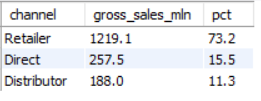 channel gross_sales_mln pct
Retailer 1219.1 73.2
Direct 257.5 15.5
Distributor 188.0 11.3